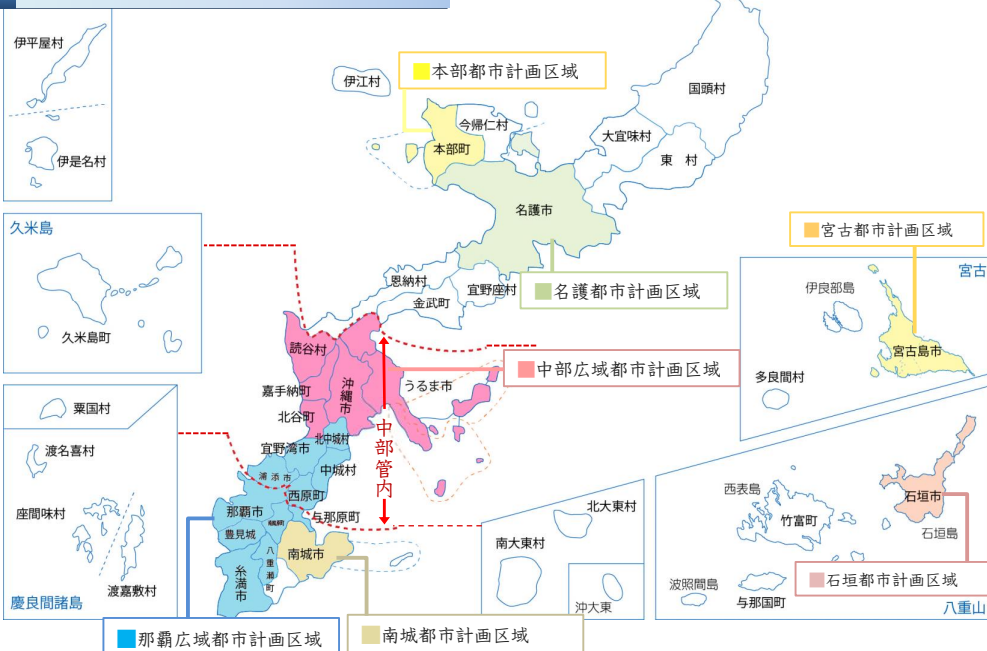 伊平屋村
伊是名村
伊江村
本部都市計画区域
今帰仁村
本部町
国頭村
大宜味村
東 村
名護市
久米島
久米島町
恩納村
宜野座村
金武町
名護都市計画区域
宮古都市計画区域
宮古
伊良部島
宮古島市
多良間村
読谷村
嘉手納町
沖縄市
うるま市
北谷町
中部広域都市計画区域
中部管内
粟国村
渡名喜村
座間味村
渡嘉敷村
慶良間諸島
宜野湾市
北中城村
中城村
浦添市
西原町
那覇市
与那原町
豊見城
八重瀬町
南城市
糸満市
北大東村
南大東村
沖大東
西表島
竹富町
石垣市
石垣島
波照間島
与那国町
石垣都市計画区域
八重山
那覇広域都市計画区域
南城都市計画区域